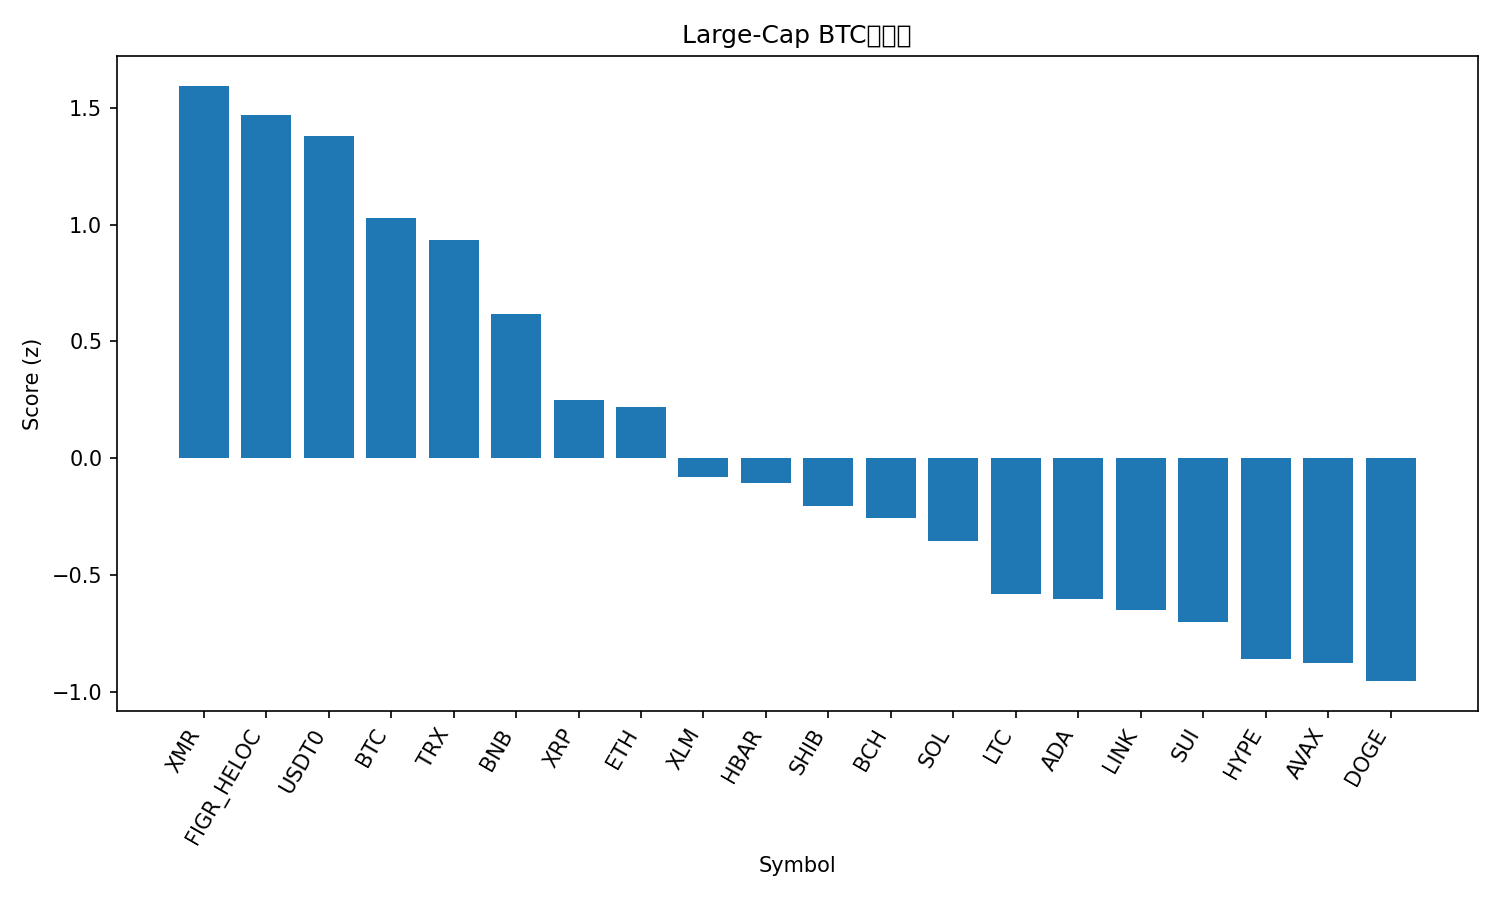 Large-Cap BTC
1.5
1.0
0.5
0.0
−0.5
−1.0
Score (z)
XMR
FIGR_HELOC
USDT0
BTC
TRX
BNB
XRP
ETH
XLM
HBAR
SHIB
BCH
SOL
LTC
ADA
LINK
SUI
HYPE
AVAX
DOGE
Symbol